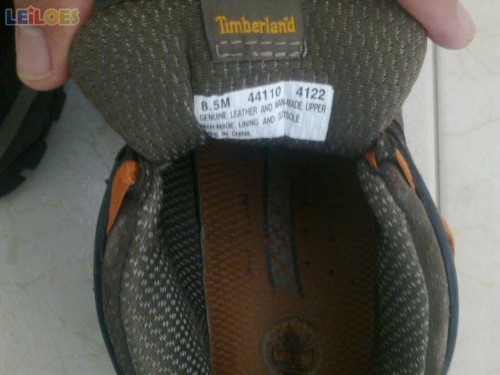 LEiLOES
Timberland
8.5M 44110 4122
GENUINE LEATHER AND MAN-MADE UPPER
MAN-MADE LINING AND OUTSOLE
MADE IN CHINA